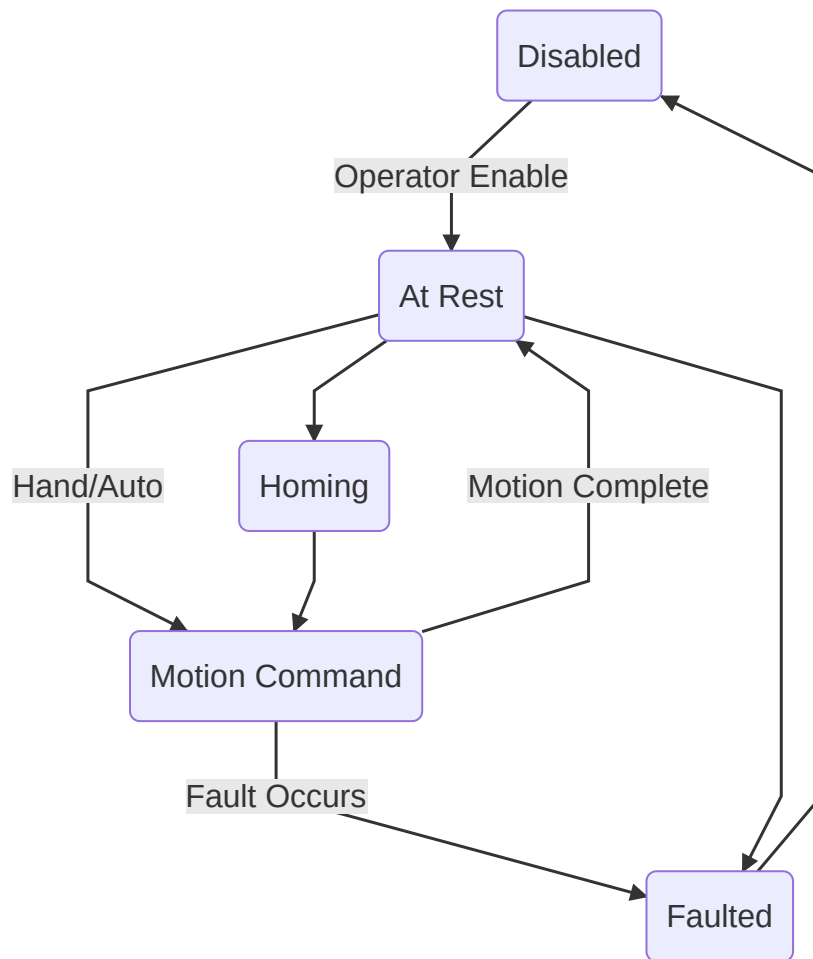 Disabled
Operator Enable
At Rest
Hand/Auto
Homing
Motion Complete
Motion Command
Fault Occurs
Faulted